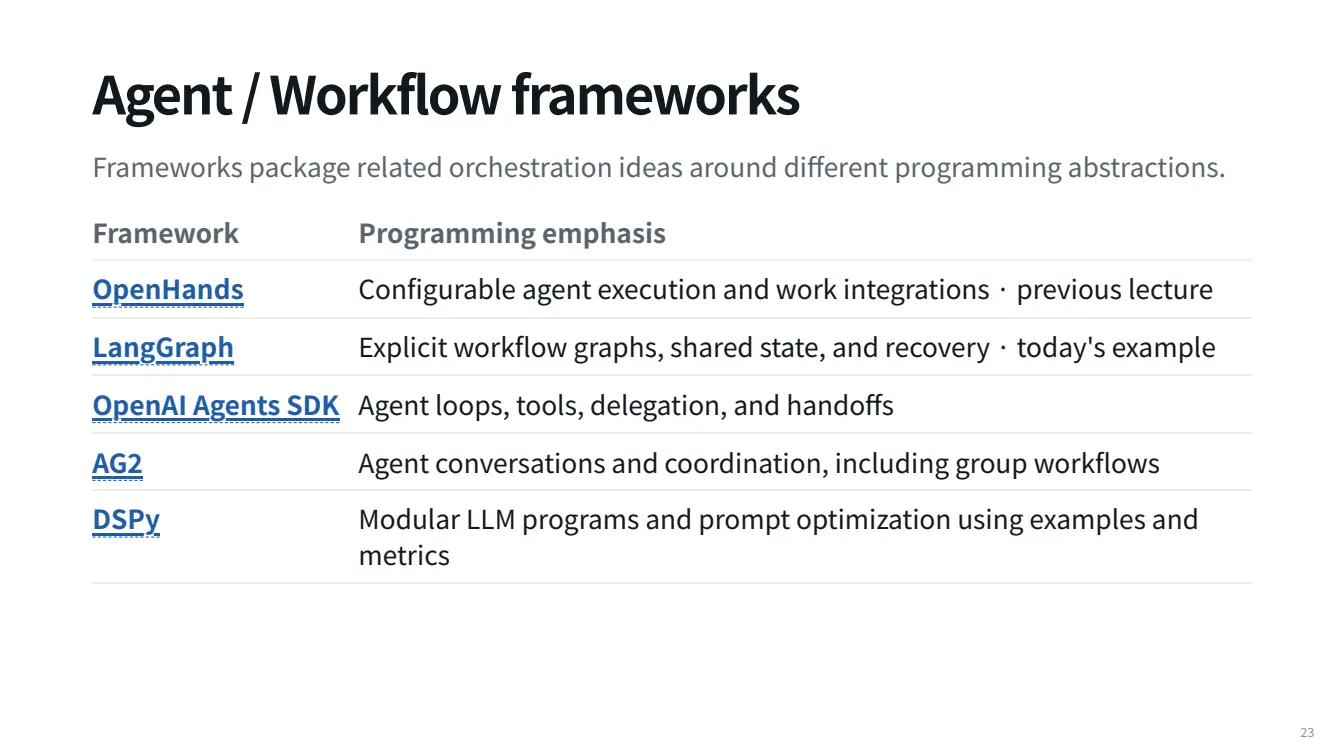 Agent / Workflow frameworks
Frameworks package related orchestration ideas around different programming abstractions.
Framework Programming emphasis
OpenHands Configurable agent execution and work integrations · previous lecture
LangGraph Explicit workflow graphs, shared state, and recovery · today's example
OpenAI Agents SDK Agent loops, tools, delegation, and handoffs
AG2 Agent conversations and coordination, including group workflows
DSPy Modular LLM programs and prompt optimization using examples and
metrics
23